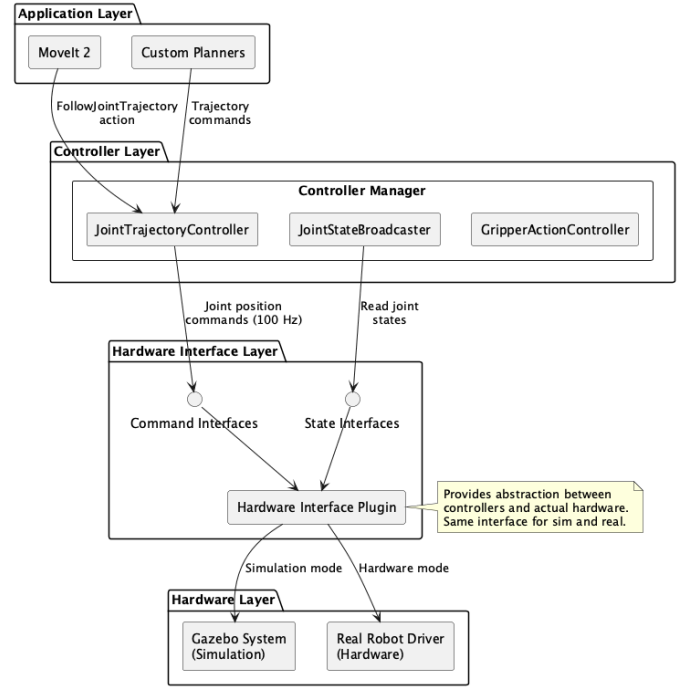 Application Layer
MoveIt 2
Custom Planners
FollowJointTrajectory
action
Trajectory
commands
Controller Layer
Controller Manager
JointTrajectoryController
JointStateBroadcaster
GripperActionController
Joint position
commands (100 Hz)
Read joint
states
Hardware Interface Layer
Command Interfaces
State Interfaces
Hardware Interface Plugin
Provides abstraction between
controllers and actual hardware.
Same interface for sim and real.
Simulation mode
Hardware mode
Hardware Layer
Gazebo System
(Simulation)
Real Robot Driver
(Hardware)